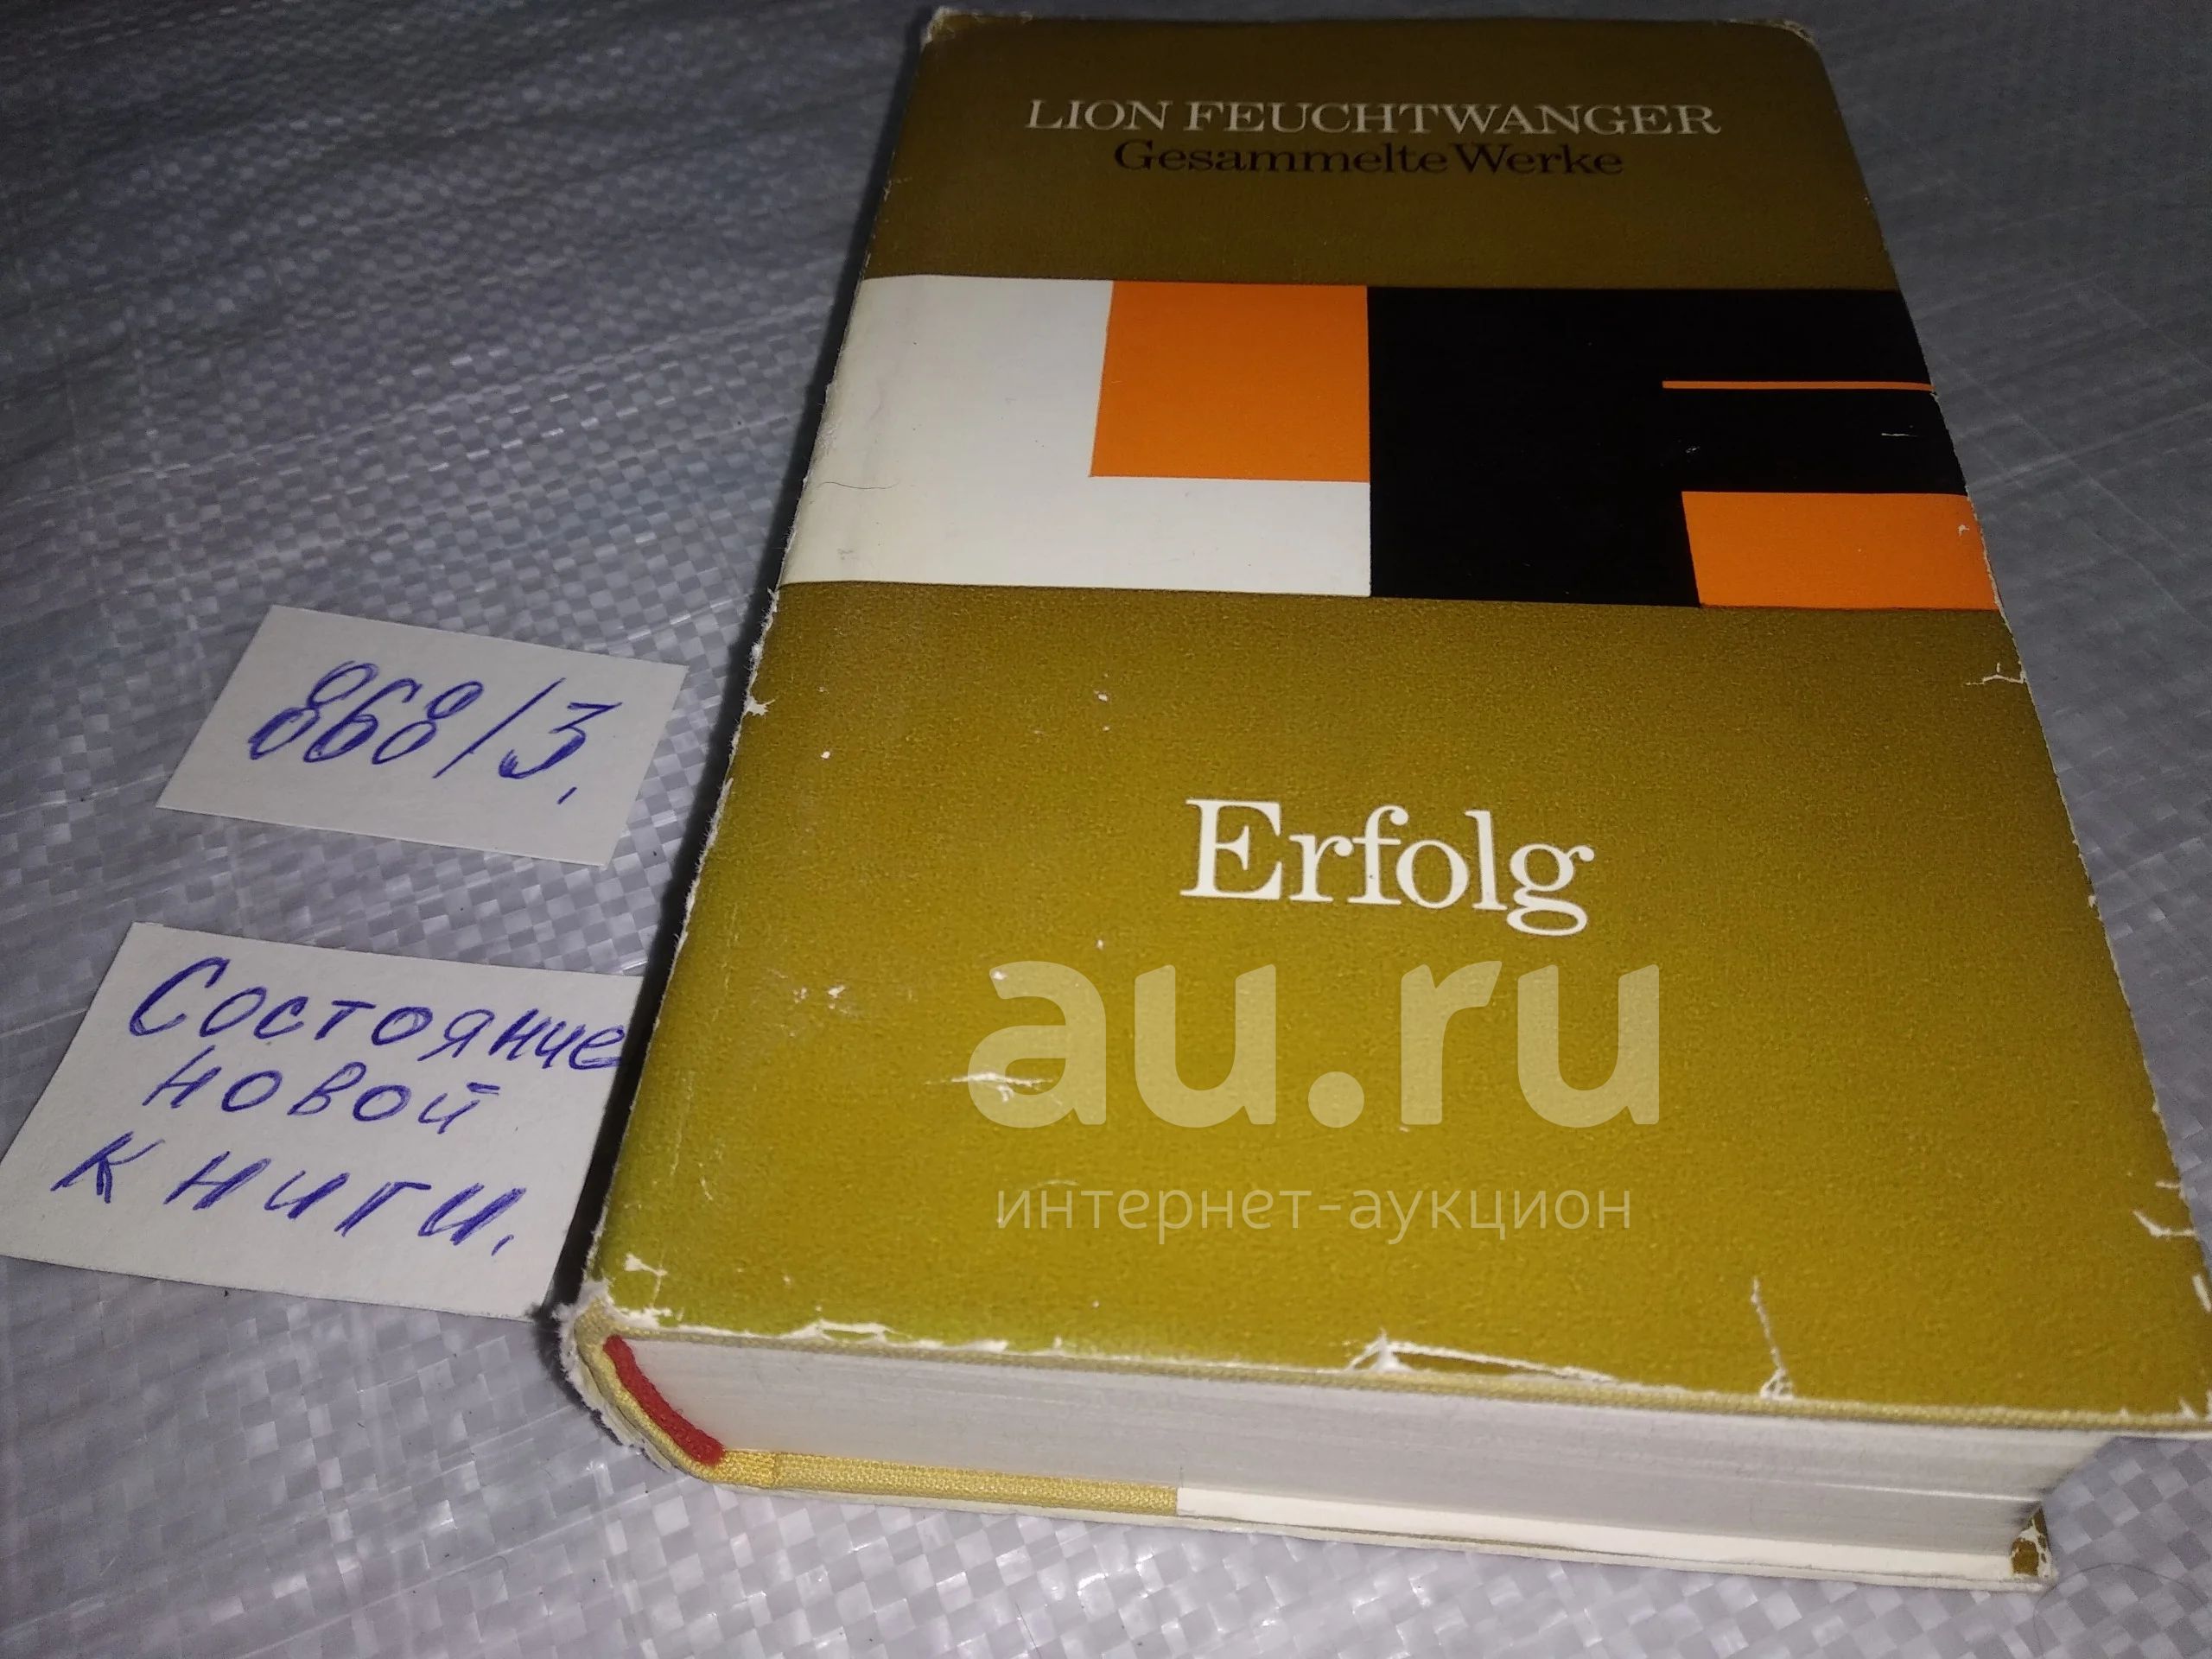 LION FEUCHTWANGER
Gesammelte Werke
Erfolg
868/3.
Состояние
новой
книги.
au.ru
интернет-аукцион